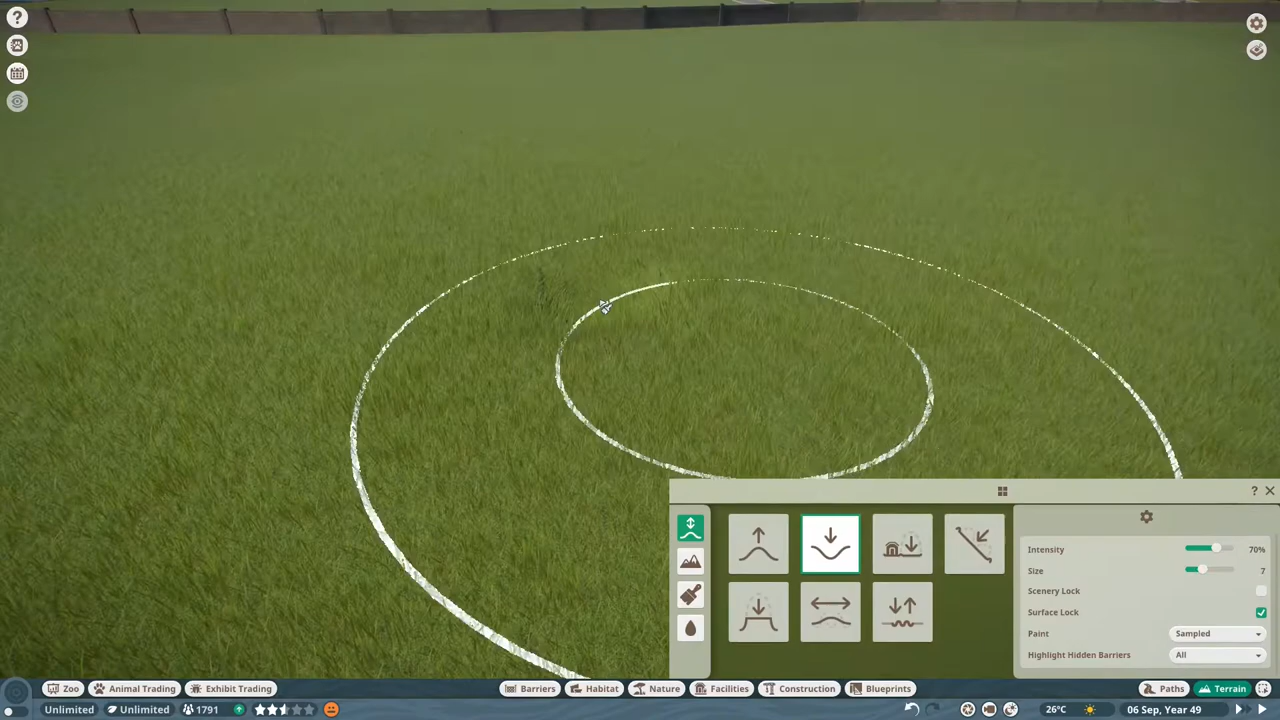 ?
?
Intensity 70%
Size 7
Scenery Lock
Surface Lock
Paint Sampled
Highlight Hidden Barriers All
Zoo Animal Trading Exhibit Trading Barriers Habitat Nature Facilities Construction Blueprints Paths Terrain
Unlimited Unlimited 1791 26°C 06 Sep, Year 49